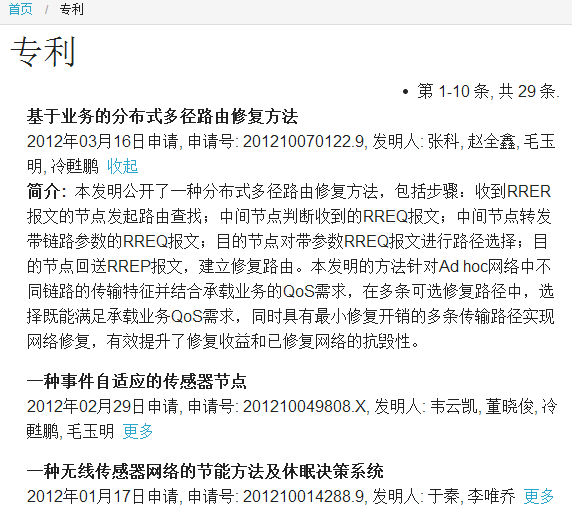 首页 / 专利
专利
• 第 1-10 条, 共 29 条.
基于业务的分布式多径路由修复方法
2012年03月16日申请, 申请号: 201210070122.9, 发明人: 张科, 赵全鑫, 毛玉
明, 冷甦鹏 收起
简介：本发明公开了一种分布式多径路由修复方法，包括步骤：收到RRER
报文的节点发起路由查找；中间节点判断收到的RREQ报文；中间节点转发
带链路参数的RREQ报文；目的节点对带参数RREQ报文进行路径选择；目
的节点回送RREP报文，建立修复路由。本发明的方法针对Ad hoc网络中不
同链路的传输特征并结合承载业务的QoS需求，在多条可选修复路径中，选
择既能满足承载业务QoS需求，同时具有最小修复开销的多条传输路径实现
网络修复，有效提升了修复收益和已修复网络的抗毁性。
一种事件自适应的传感器节点
2012年02月29日申请, 申请号: 201210049808.X, 发明人: 韦云凯, 董晓俊, 冷
甦鹏, 毛玉明 更多
一种无线传感器网络的节能方法及休眠决策系统
2012年01月17日申请, 申请号: 201210014288.9, 发明人: 于秦, 李唯乔 更多